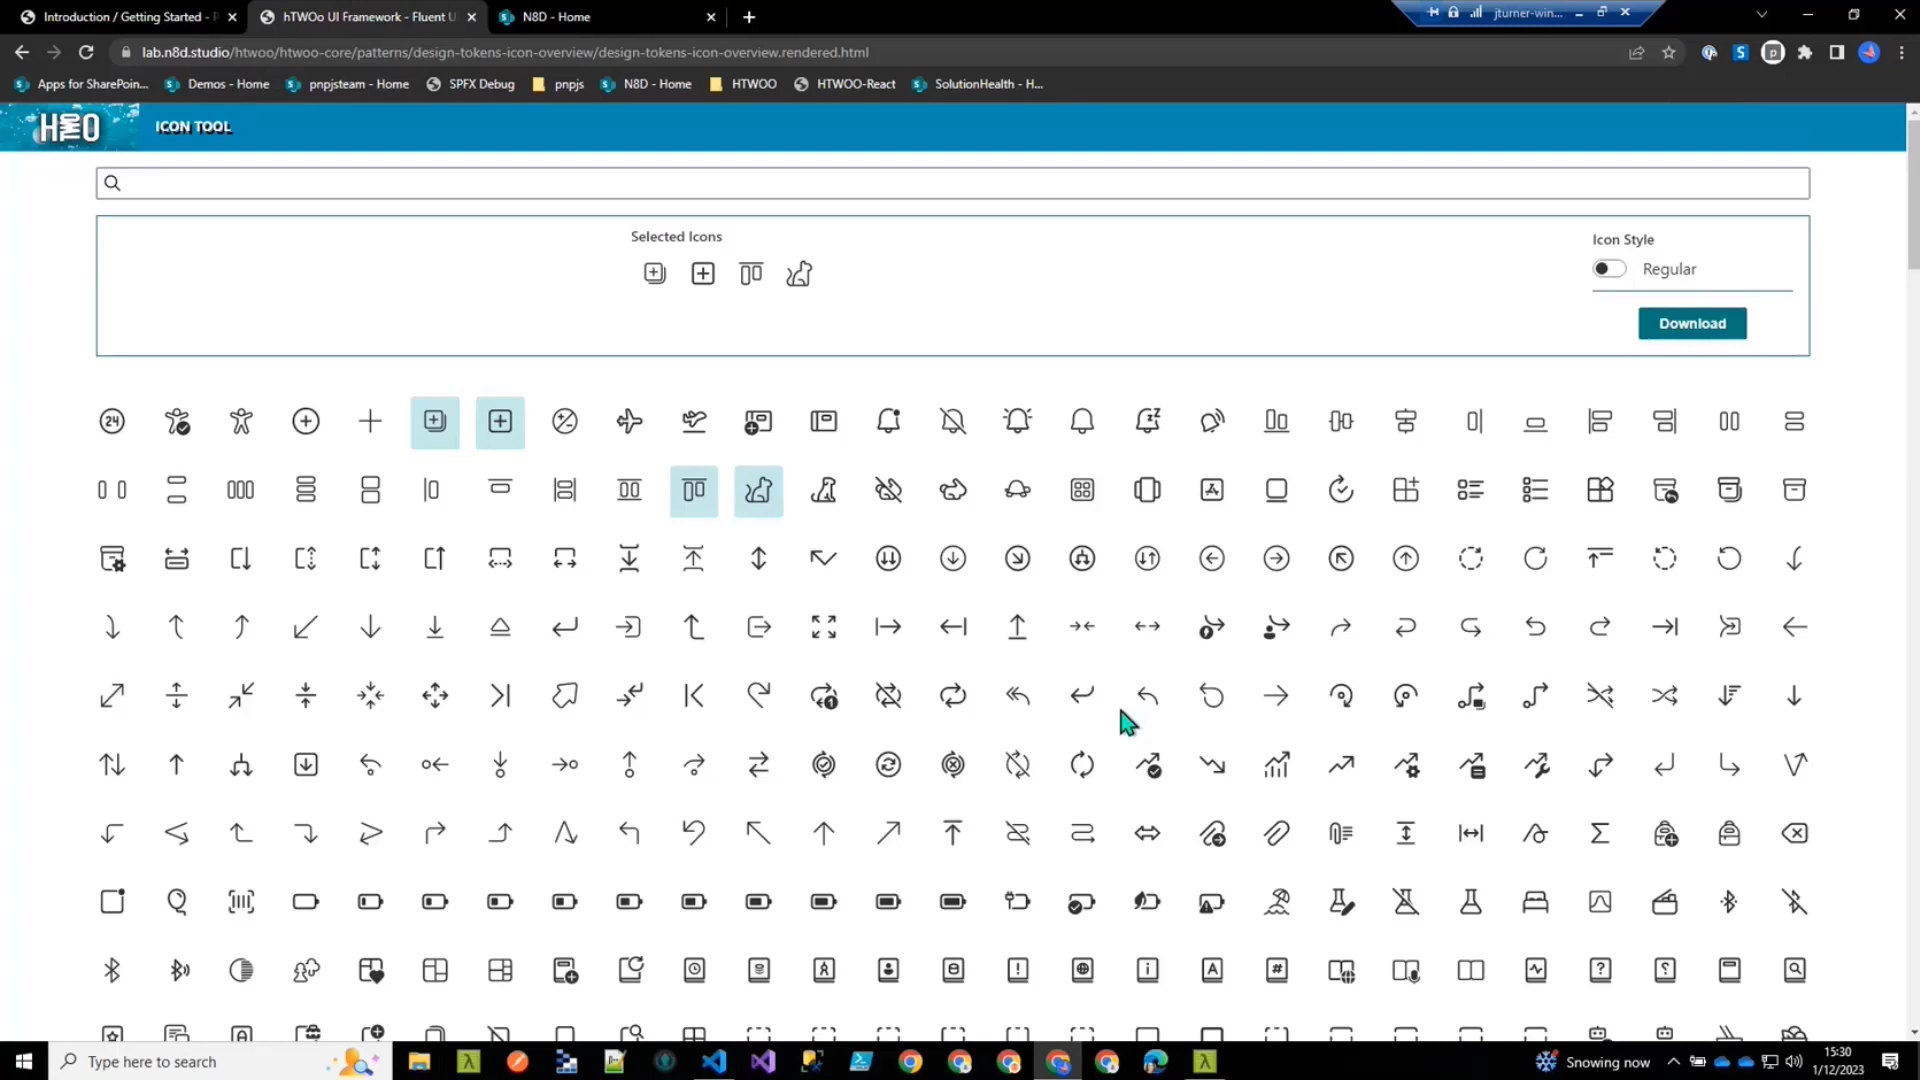 Introduction / Getting Started - P
hTWOo UI Framework - Fluent U
N8D - Home
jturner-win...
lab.n8d.studio/htwoo/htwoo-core/patterns/design-tokens-icon-overview/design-tokens-icon-overview.rendered.html
Apps for SharePoin...
Demos - Home
pnpjsteam - Home
SPFX Debug
pnpjs
N8D - Home
HTWOO
HTWOO-React
SolutionHealth - H...
HTWOO
ICON TOOL
Selected Icons
Icon Style
Regular
Download
Type here to search
Snowing now
15:30
1/12/2023